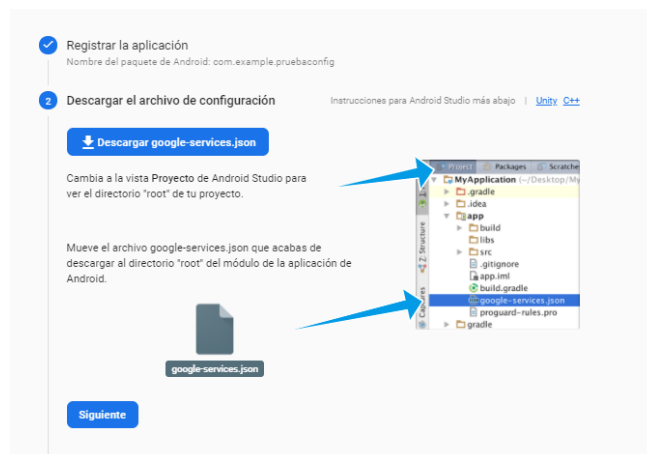 Registrar la aplicación
Nombre del paquete de Android: com.example.pruebaconfig
2 Descargar el archivo de configuración
Instrucciones para Android Studio más abajo | Unity C++
Descargar google-services.json
Cambia a la vista Proyecto de Android Studio para
ver el directorio "root" de tu proyecto.
Mueve el archivo google-services.json que acabas de
descargar al directorio "root" del módulo de la aplicación de
Android.
google-services.json
Siguiente
Project Packages Scratche
MyApplication (~/Desktop/My
.gradle
.idea
app
build
libs
src
.gitignore
app.iml
build.gradle
google-services.json
proguard-rules.pro
gradle
Z: Structure
Captures